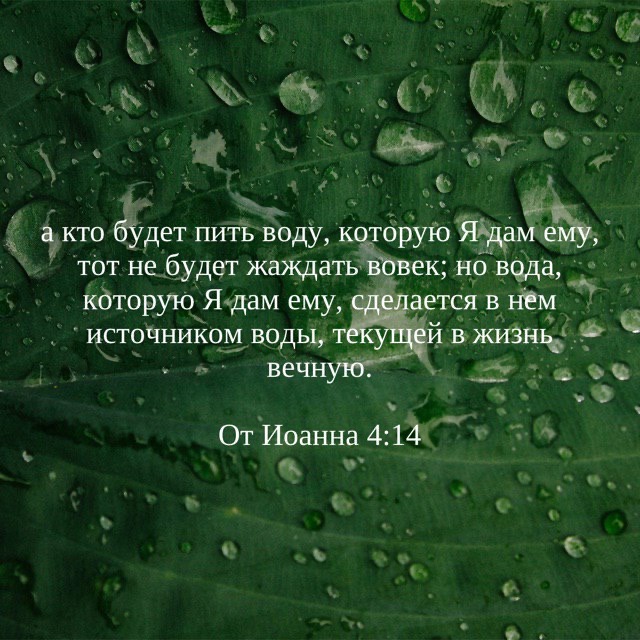 а кто будет пить воду, которую Я дам ему,
тот не будет жаждать вовек; но вода,
которую Я дам ему, сделается в нем
источником воды, текущей в жизнь
вечную.
От Иоанна 4:14